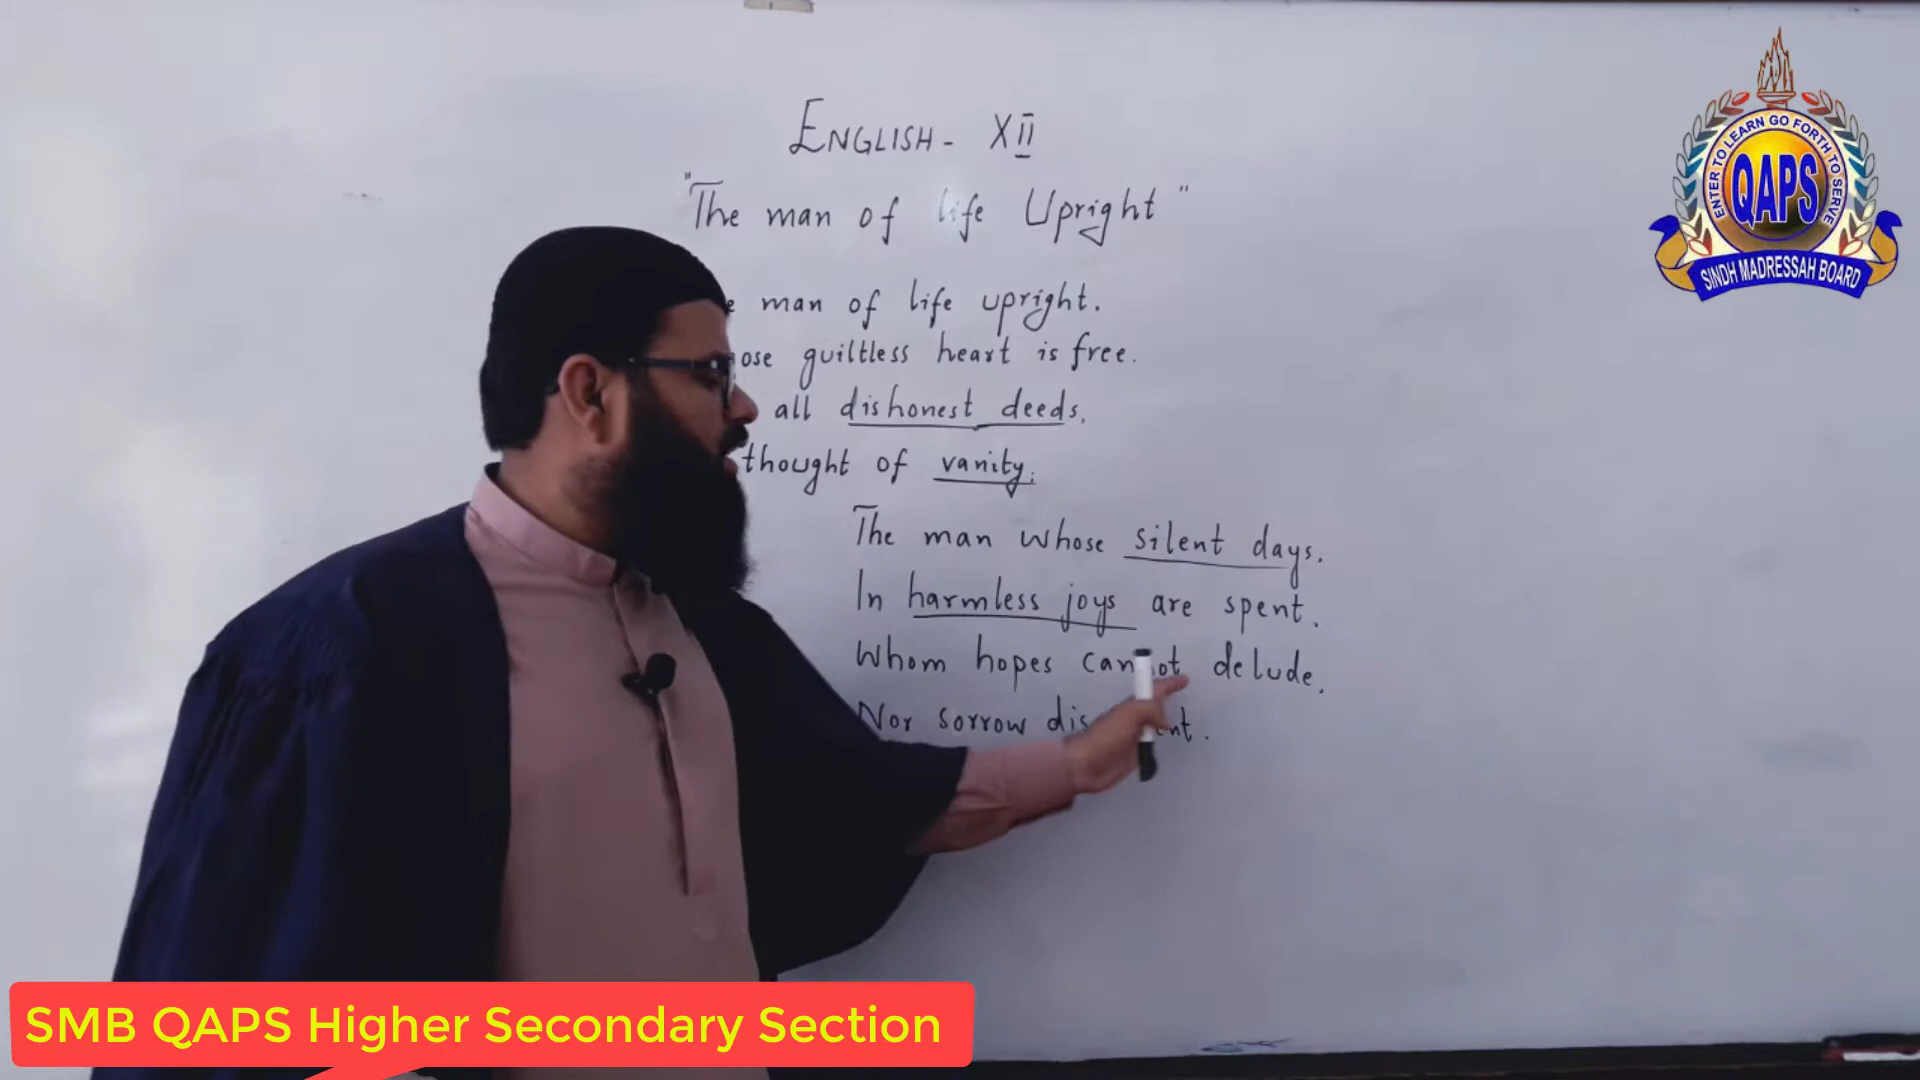 ENGLISH - XII
"The man of life Upright"
man of life upright.
guiltless heart is free.
all dishonest deeds.
thought of vanity.
The man whose silent days.
In harmless joys are spent.
Whom hopes cannot delude.
Nor sorrow
ENTER TO LEARN GO FORTH TO SERVE
QAPS
SINDH MADRESSAH BOARD
SMB QAPS Higher Secondary Section